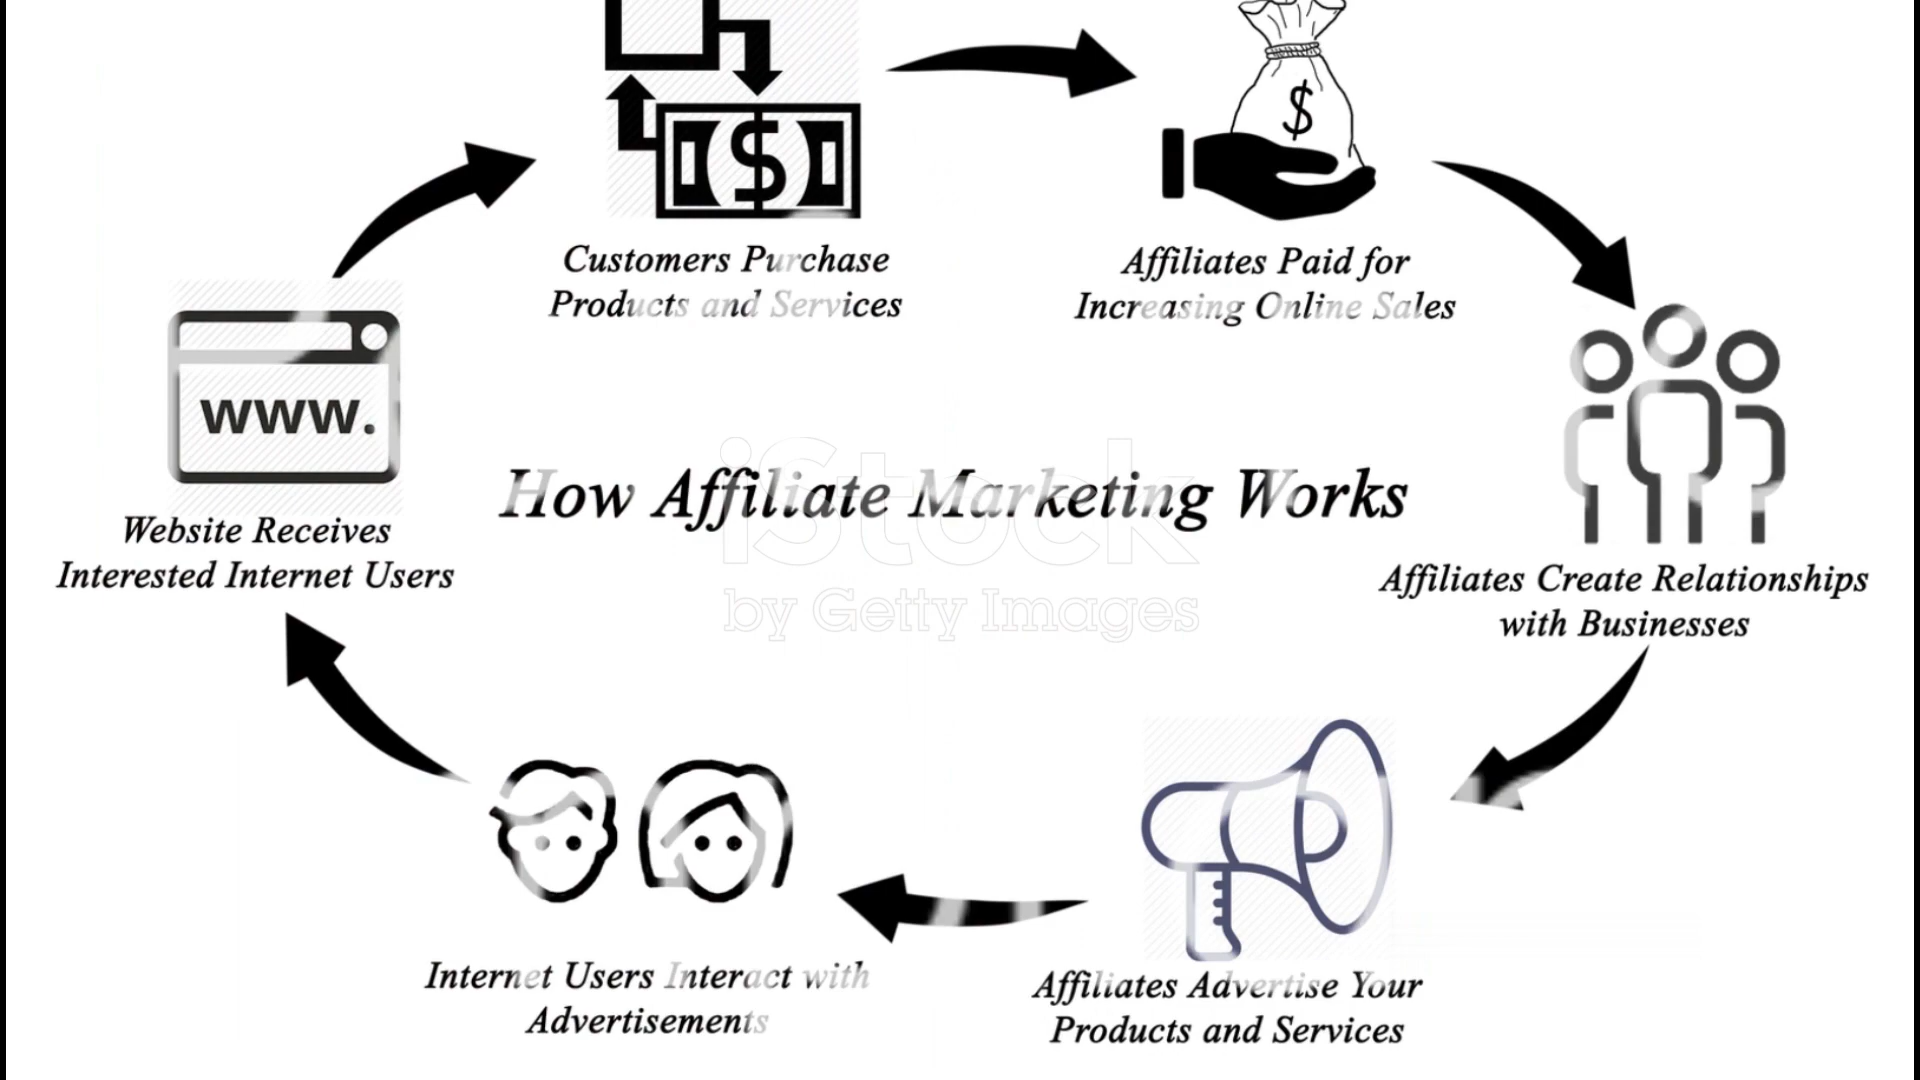 $
$
Customers Purchase
Products and Services
Affiliates Paid for
Increasing Online Sales
www.
Website Receives
Interested Internet Users
How Affiliate Marketing Works
iStock
by Getty Images
Affiliates Create Relationships
with Businesses
Internet Users Interact with
Advertisements
Affiliates Advertise Your
Products and Services